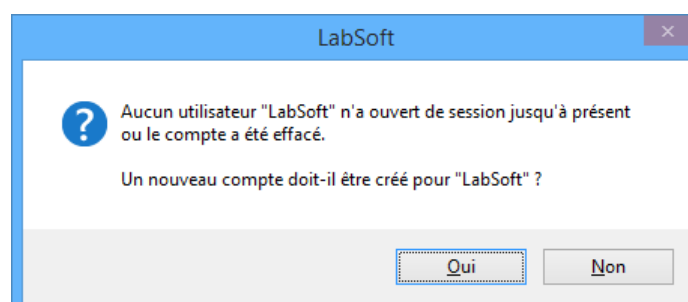 LabSoft
Aucun utilisateur "LabSoft" n'a ouvert de session jusqu'à présent
ou le compte a été effacé.
Un nouveau compte doit-il être créé pour "LabSoft" ?
Oui
Non